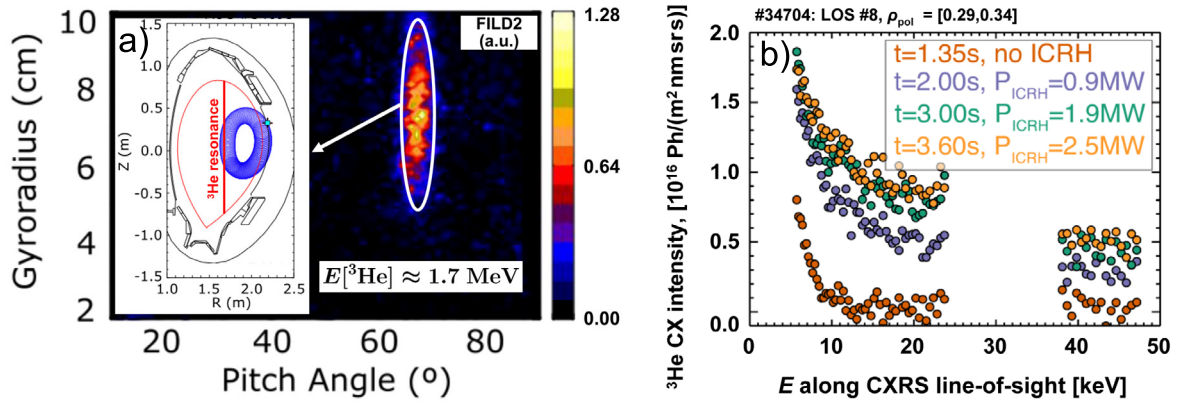 a)
FILD2
(a.u.)
1.28
0.64
0.00
10
8
6
4
2
20
40
60
80
Gyroradius (cm)
Pitch Angle (º)
E[³He] ≈ 1.7 MeV
1.5
1.0
0.5
0.0
-0.5
-1.0
-1.5
1.0
1.5
2.0
2.5
Z (m)
R (m)
³He resonance
#34704: LOS #8, ρpol = [0.29,0.34]
b)
t=1.35s, no ICRH
t=2.00s, PICRH=0.9MW
t=3.00s, PICRH=1.9MW
t=3.60s, PICRH=2.5MW
2.0
1.5
1.0
0.5
0.0
0
10
20
30
40
50
³He CX intensity, [10¹⁶ Ph/(m² nm sr s)]
E along CXRS line-of-sight [keV]